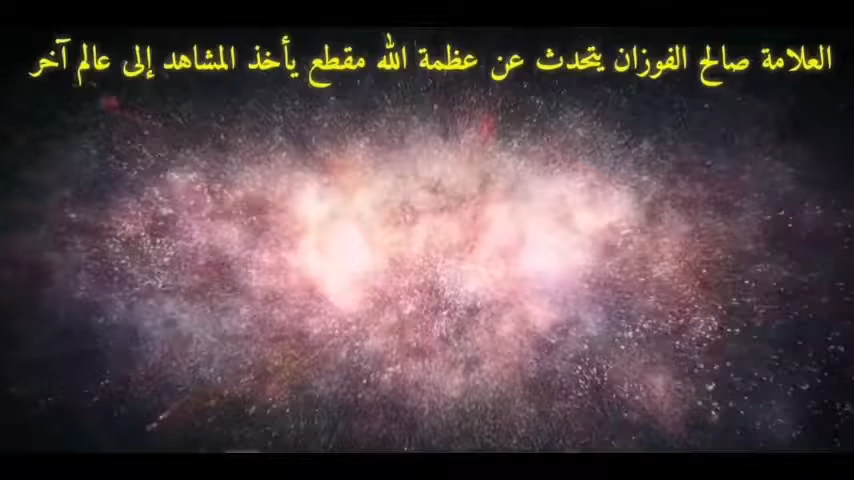 العلامة صالح الفوزان يتحدث عن عظمة الله مقطع يأخذ المشاهد إلى عالم آخر